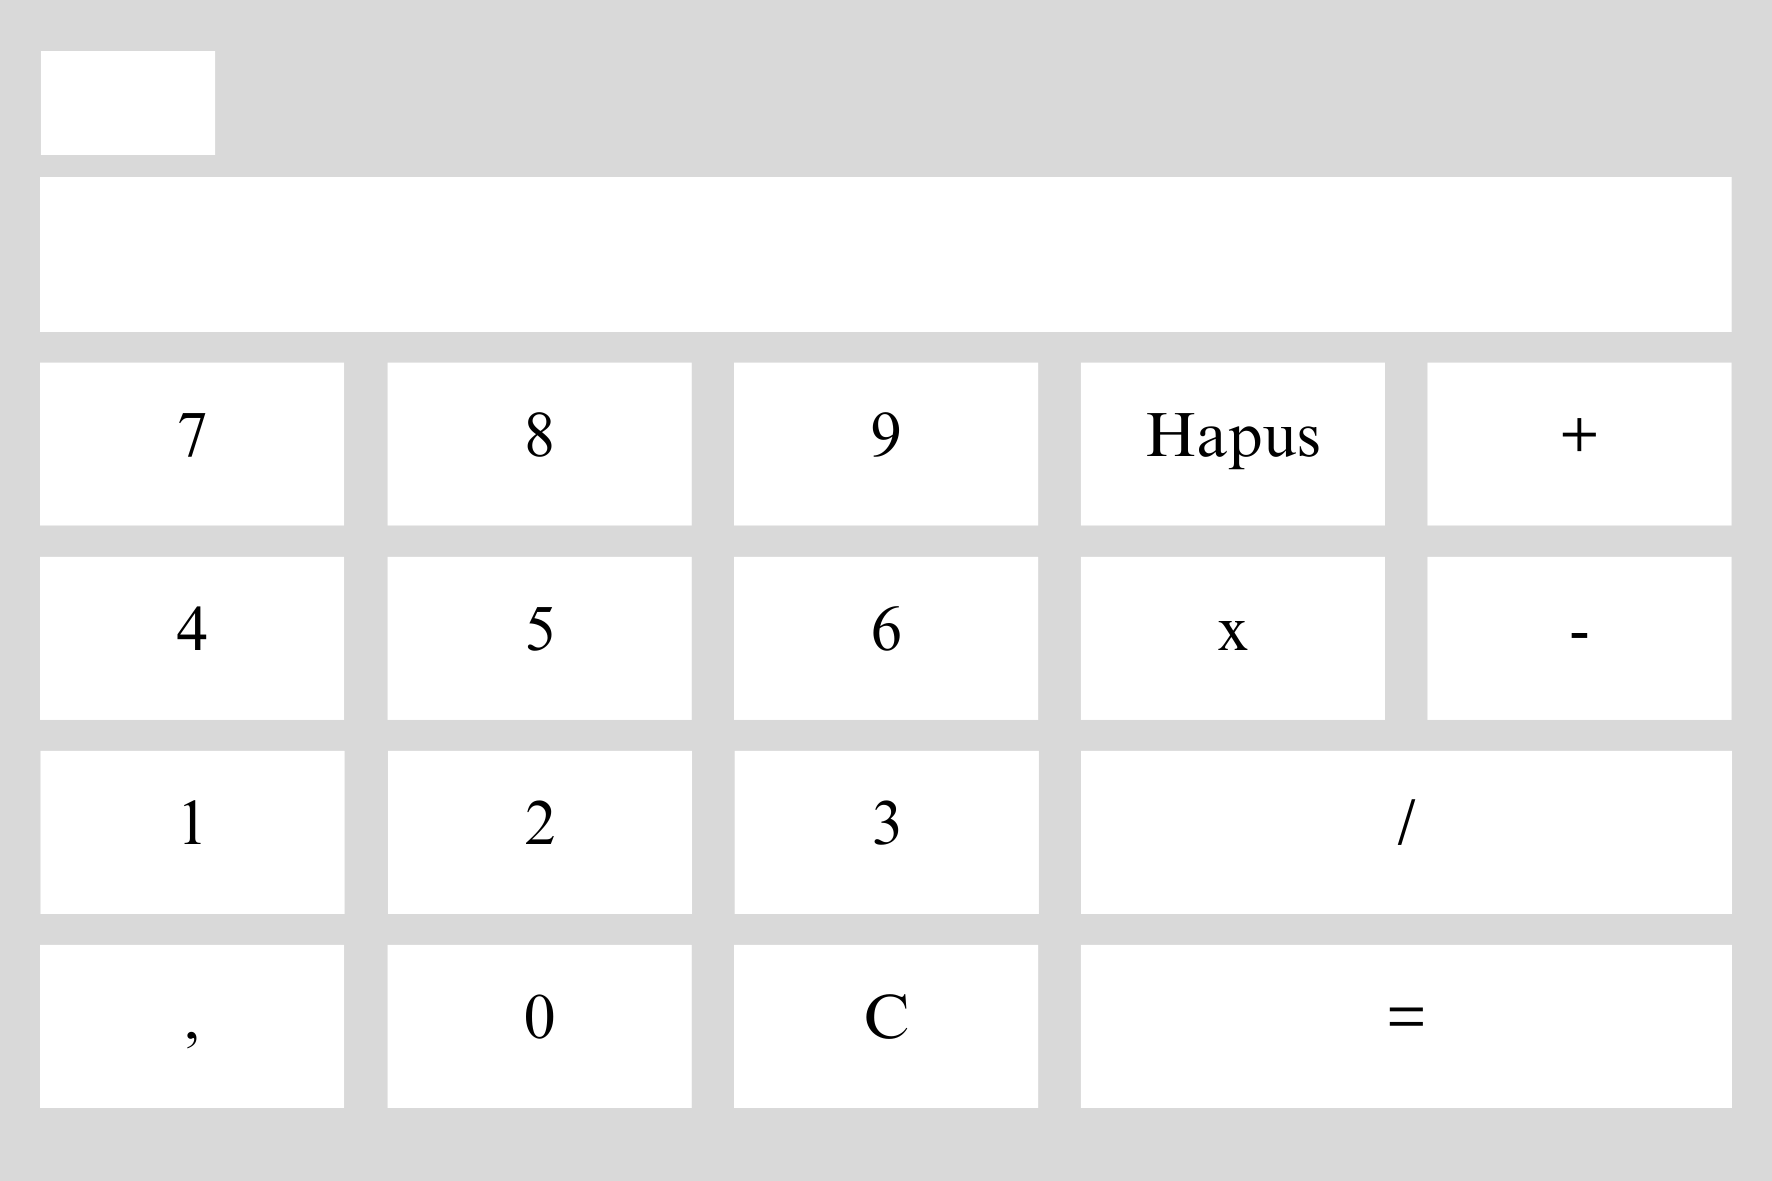 7 8 9 Hapus +
4 5 6 x -
1 2 3 /
, 0 C =